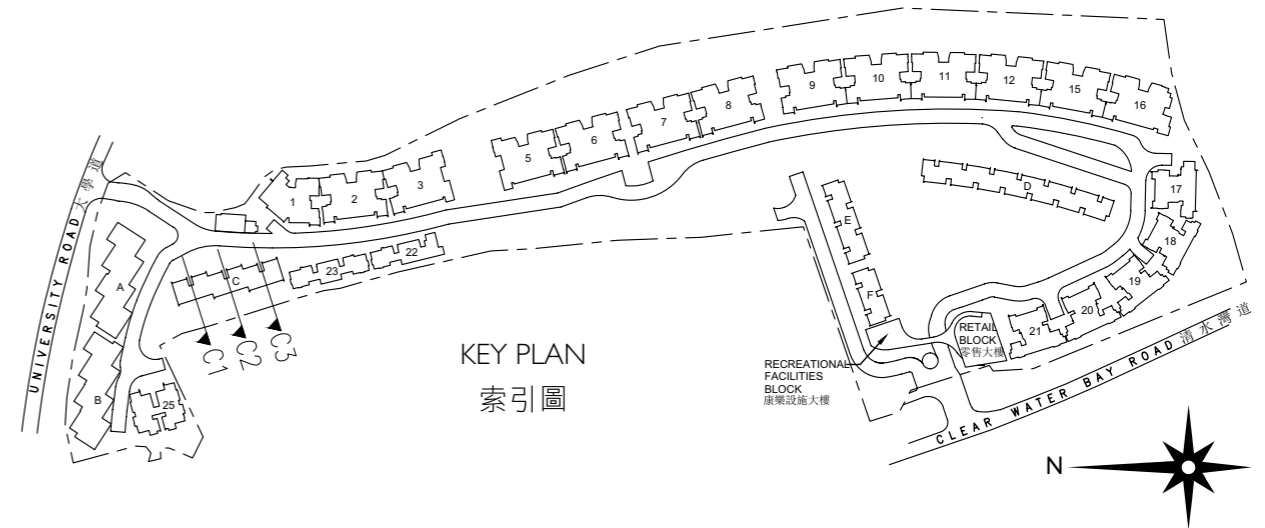 1
2
3
5
6
7
8
9
10
11
12
15
16
17
18
19
20
21
22
23
25
A
B
C
D
E
F
C1
C2
C3
UNIVERSITY ROAD 大學道
KEY PLAN
索引圖
RECREATIONAL
FACILITIES
BLOCK
康樂設施大樓
RETAIL
BLOCK
零售大樓
CLEAR WATER BAY ROAD 清水灣道
N